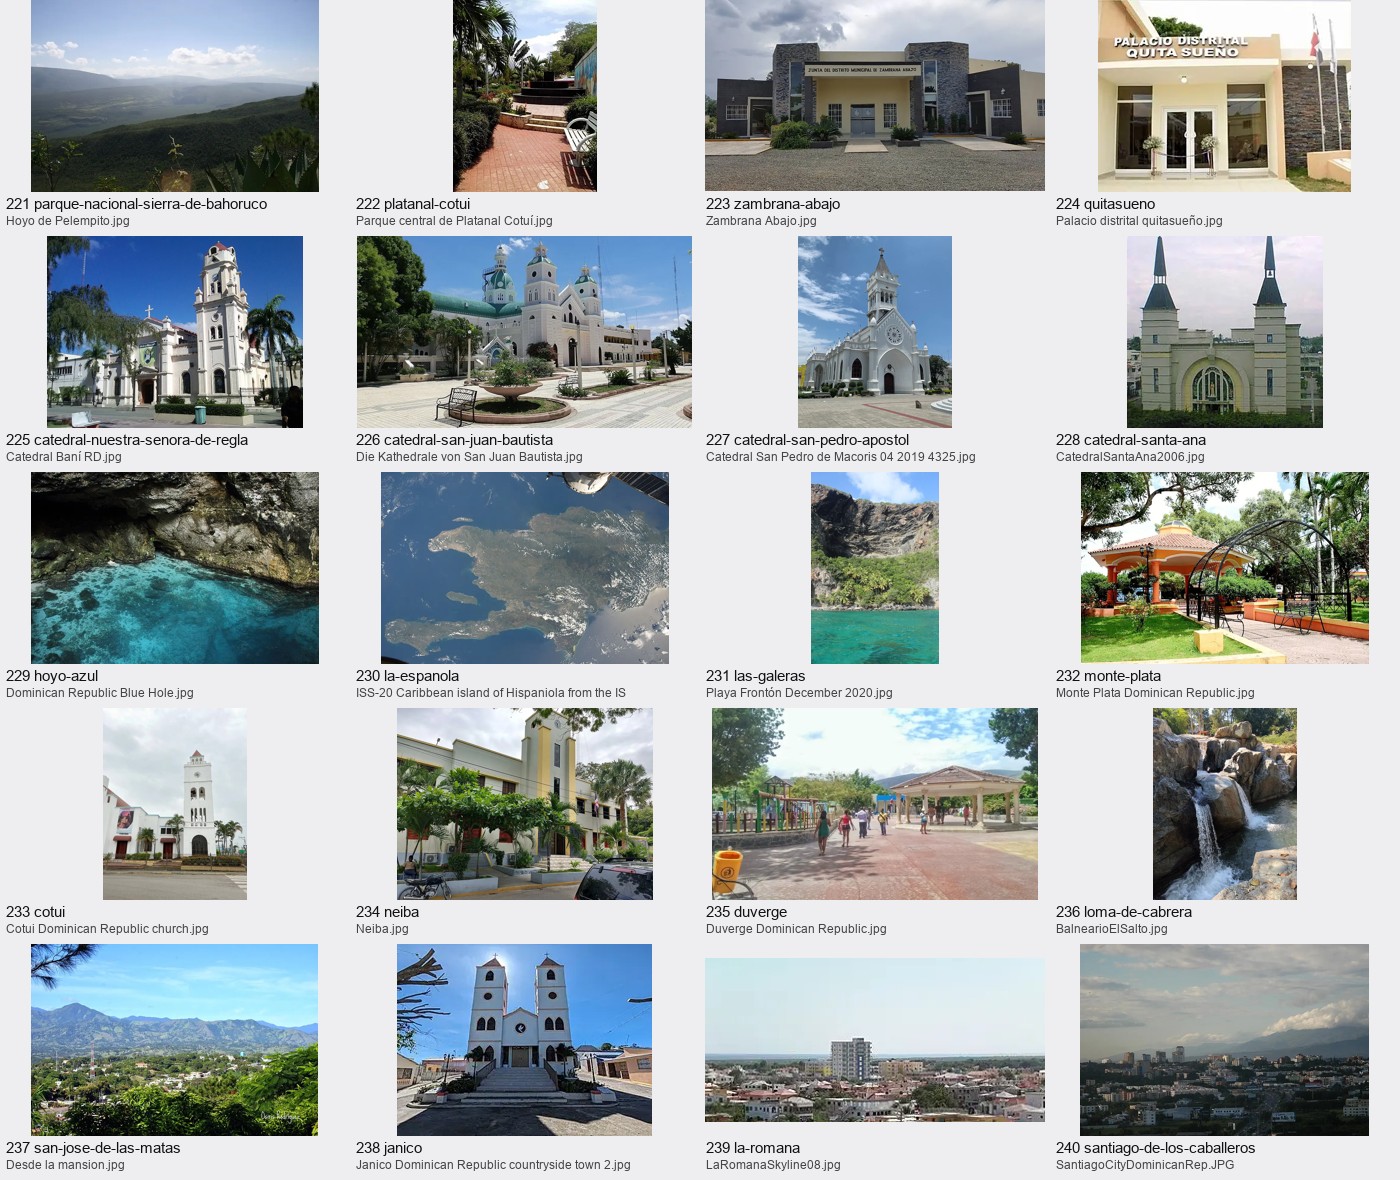 JUNTA DEL DISTRITO MUNICIPAL DE ZAMBRANA ABAJO
PALACIO DISTRITAL
QUITA SUEÑO
221 parque-nacional-sierra-de-bahoruco
Hoyo de Pelempito.jpg
222 platanal-cotui
Parque central de Platanal Cotuí.jpg
223 zambrana-abajo
Zambrana Abajo.jpg
224 quitasueno
Palacio distrital quitasueño.jpg
225 catedral-nuestra-senora-de-regla
Catedral Baní RD.jpg
226 catedral-san-juan-bautista
Die Kathedrale von San Juan Bautista.jpg
227 catedral-san-pedro-apostol
Catedral San Pedro de Macoris 04 2019 4325.jpg
228 catedral-santa-ana
CatedralSantaAna2006.jpg
229 hoyo-azul
Dominican Republic Blue Hole.jpg
230 la-espanola
ISS-20 Caribbean island of Hispaniola from the IS
231 las-galeras
Playa Frontón December 2020.jpg
232 monte-plata
Monte Plata Dominican Republic.jpg
233 cotui
Cotui Dominican Republic church.jpg
234 neiba
Neiba.jpg
235 duverge
Duverge Dominican Republic.jpg
236 loma-de-cabrera
BalnearioElSalto.jpg
237 san-jose-de-las-matas
Desde la mansion.jpg
238 janico
Janico Dominican Republic countryside town 2.jpg
239 la-romana
LaRomanaSkyline08.jpg
240 santiago-de-los-caballeros
SantiagoCityDominicanRep.JPG